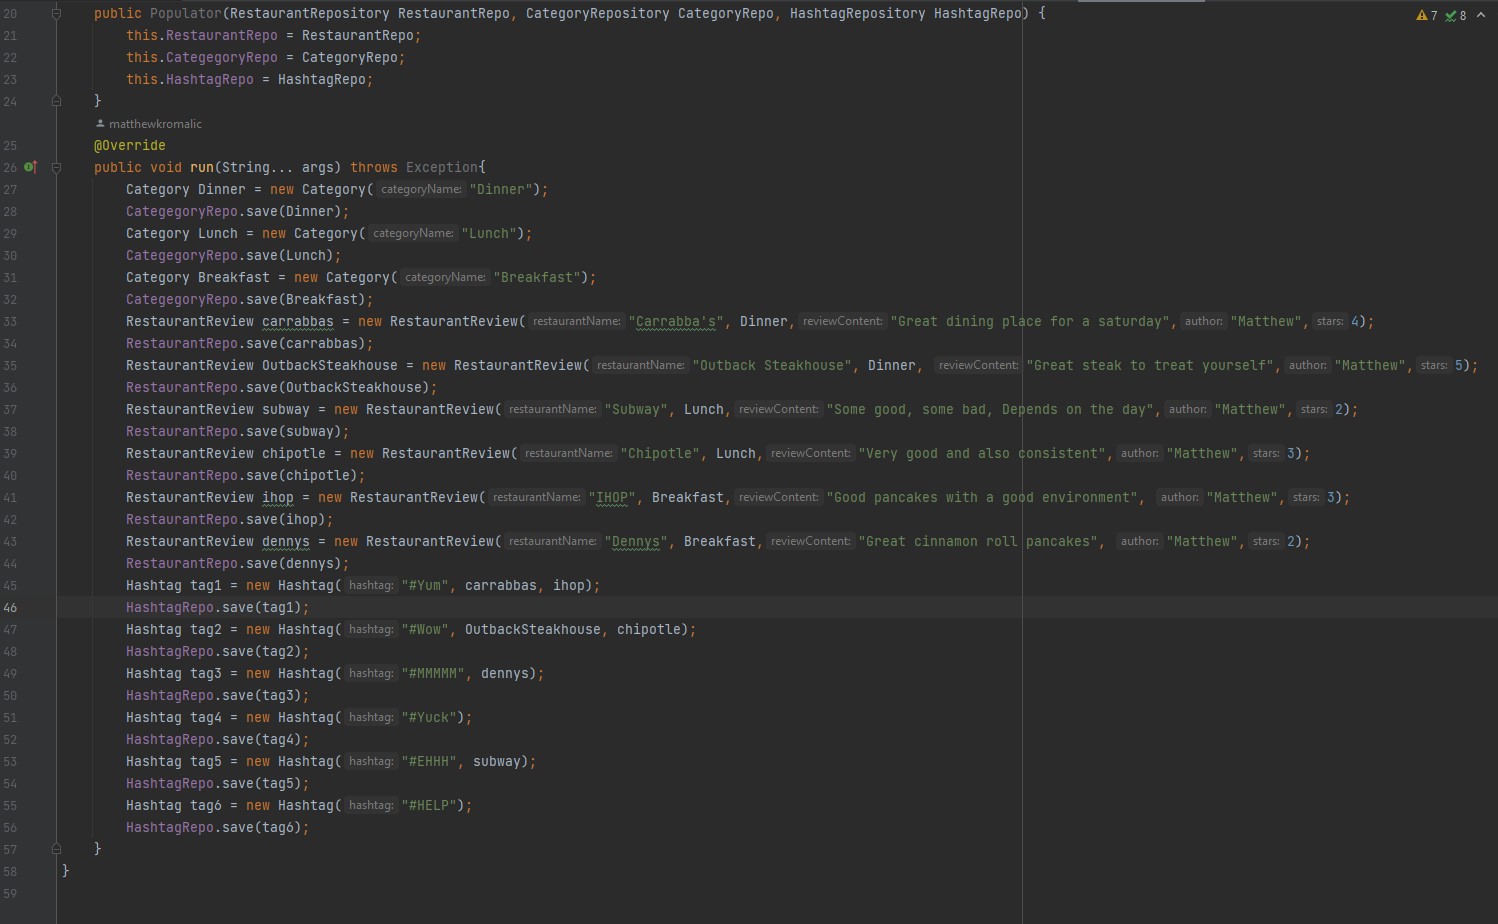 20 public Populator(RestaurantRepository RestaurantRepo, CategoryRepository CategoryRepo, HashtagRepository HashtagRepo) { 7 8
21 this.RestaurantRepo = RestaurantRepo;
22 this.CategegoryRepo = CategoryRepo;
23 this.HashtagRepo = HashtagRepo;
24 }
matthewkromalic
25 @Override
26 public void run(String... args) throws Exception{
27 Category Dinner = new Category( categoryName: "Dinner");
28 CategegoryRepo.save(Dinner);
29 Category Lunch = new Category( categoryName: "Lunch");
30 CategegoryRepo.save(Lunch);
31 Category Breakfast = new Category( categoryName: "Breakfast");
32 CategegoryRepo.save(Breakfast);
33 RestaurantReview carrabbas = new RestaurantReview( restaurantName: "Carrabba's", Dinner, reviewContent: "Great dining place for a saturday", author: "Matthew", stars: 4);
34 RestaurantRepo.save(carrabbas);
35 RestaurantReview OutbackSteakhouse = new RestaurantReview( restaurantName: "Outback Steakhouse", Dinner, reviewContent: "Great steak to treat yourself", author: "Matthew", stars: 5);
36 RestaurantRepo.save(OutbackSteakhouse);
37 RestaurantReview subway = new RestaurantReview( restaurantName: "Subway", Lunch, reviewContent: "Some good, some bad, Depends on the day", author: "Matthew", stars: 2);
38 RestaurantRepo.save(subway);
39 RestaurantReview chipotle = new RestaurantReview( restaurantName: "Chipotle", Lunch, reviewContent: "Very good and also consistent", author: "Matthew", stars: 3);
40 RestaurantRepo.save(chipotle);
41 RestaurantReview ihop = new RestaurantReview( restaurantName: "IHOP", Breakfast, reviewContent: "Good pancakes with a good environment", author: "Matthew", stars: 3);
42 RestaurantRepo.save(ihop);
43 RestaurantReview dennys = new RestaurantReview( restaurantName: "Dennys", Breakfast, reviewContent: "Great cinnamon roll pancakes", author: "Matthew", stars: 2);
44 RestaurantRepo.save(dennys);
45 Hashtag tag1 = new Hashtag( hashtag: "#Yum", carrabbas, ihop);
46 HashtagRepo.save(tag1);
47 Hashtag tag2 = new Hashtag( hashtag: "#Wow", OutbackSteakhouse, chipotle);
48 HashtagRepo.save(tag2);
49 Hashtag tag3 = new Hashtag( hashtag: "#MMMMM", dennys);
50 HashtagRepo.save(tag3);
51 Hashtag tag4 = new Hashtag( hashtag: "#Yuck");
52 HashtagRepo.save(tag4);
53 Hashtag tag5 = new Hashtag( hashtag: "#EHHH", subway);
54 HashtagRepo.save(tag5);
55 Hashtag tag6 = new Hashtag( hashtag: "#HELP");
56 HashtagRepo.save(tag6);
57 }
58 }
59